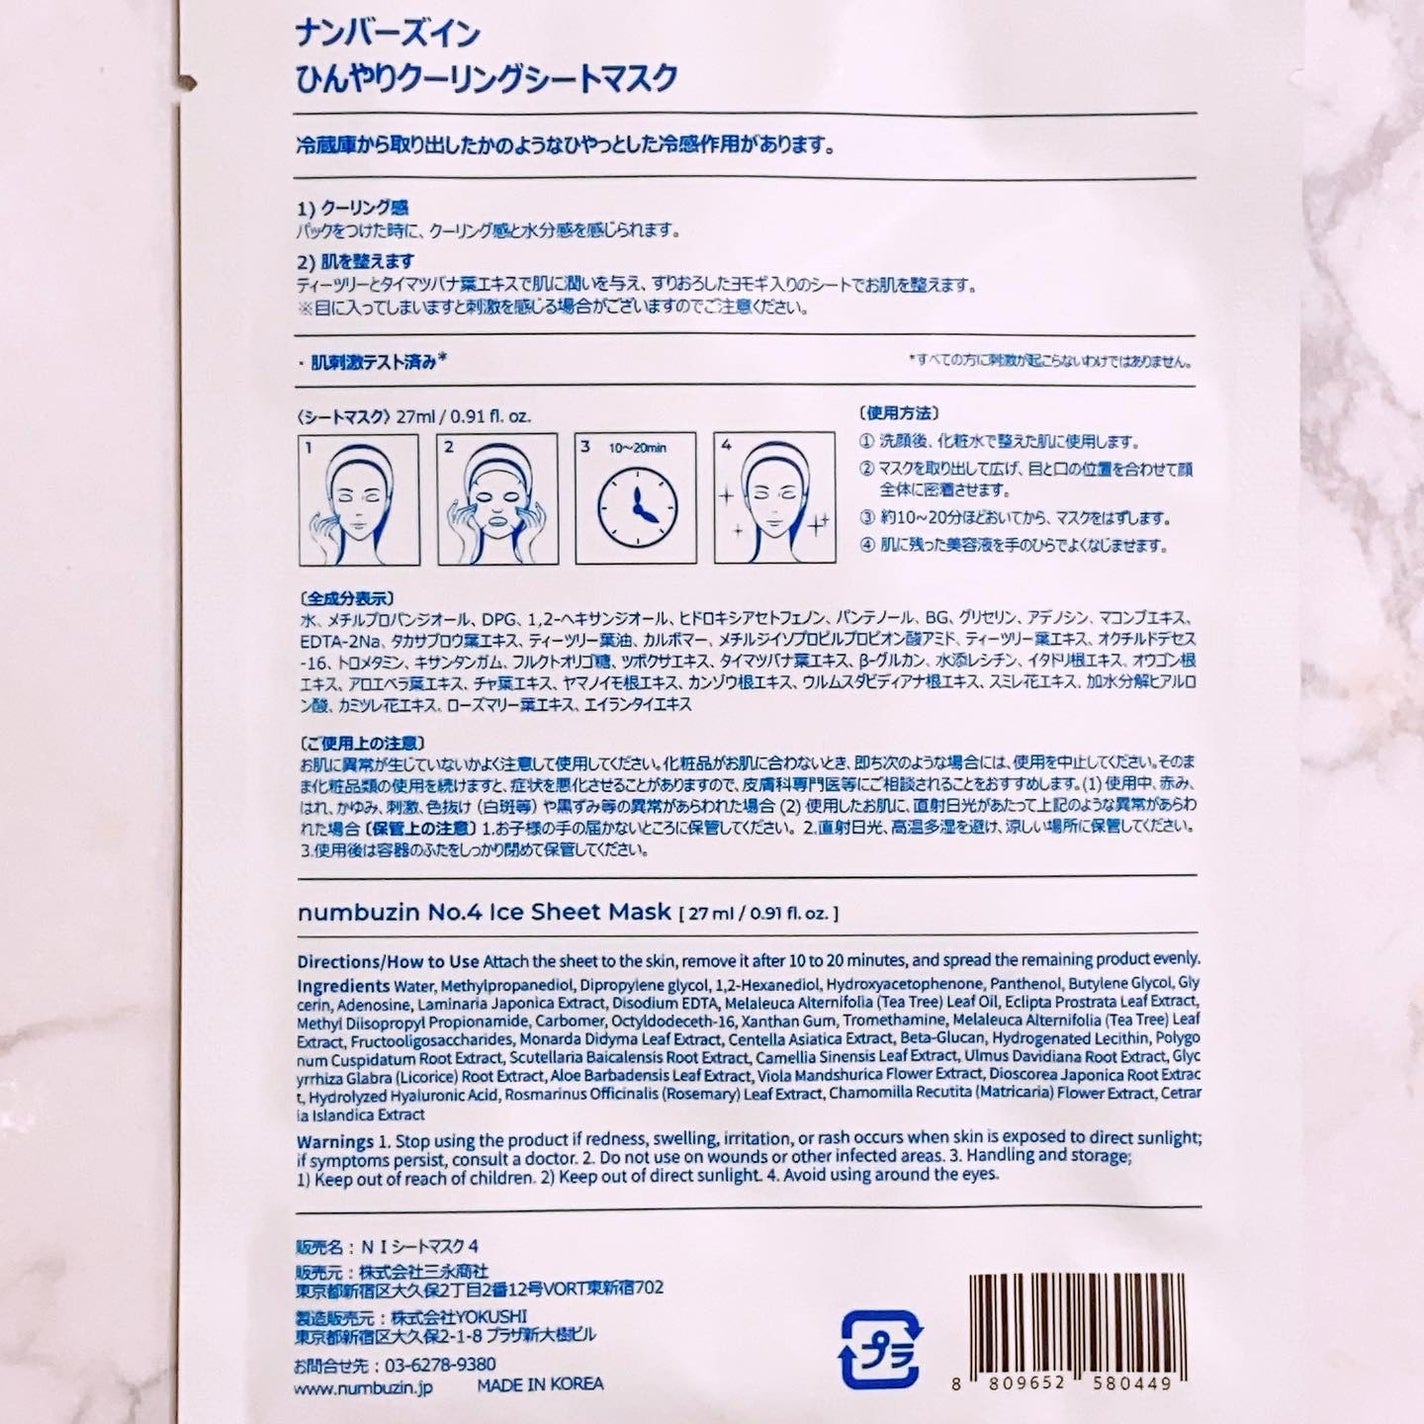 ナンバーズイン
ひんやりクーリングシートマスク
冷蔵庫から取り出したかのようなひやっとした冷感作用があります。
1) クーリング感
パックをつけた時に、クーリング感と水分感を感じられます。
2) 肌を整えます
ティーツリーとタイマツバナ葉エキスで肌に潤いを与え、すりおろしたヨモギ入りのシートでお肌を整えます。
※目に入ってしまいますと刺激を感じる場合がございますのでご注意ください。
・肌刺激テスト済み*
*すべての方に刺激が起こらないわけではありません。
〈シートマスク〉27ml / 0.91 fl. oz.
1
2
3 10〜20min
4
〔使用方法〕
① 洗顔後、化粧水で整えた肌に使用します。
② マスクを取り出して広げ、目と口の位置を合わせて顔
全体に密着させます。
③ 約10〜20分ほどおいてから、マスクをはずします。
④ 肌に残った美容液を手のひらでよくなじませます。
〔全成分表示〕
水、メチルプロパンジオール、DPG、1,2-ヘキサンジオール、ヒドロキシアセトフェノン、パンテノール、BG、グリセリン、アデノシン、マコンブエキス、
EDTA-2Na、タカサブロウ葉エキス、ティーツリー葉油、カルボマー、メチルジイソプロピルプロピオン酸アミド、ティーツリー葉エキス、オクチルドデセス
-16、トロメタミン、キサンタンガム、フルクトオリゴ糖、ツボクサエキス、タイマツバナ葉エキス、β-グルカン、水添レシチン、イタドリ根エキス、オウゴン根
エキス、アロエベラ葉エキス、チャ葉エキス、ヤマノイモ根エキス、カンゾウ根エキス、ウルムスダビディアナ根エキス、スミレ花エキス、加水分解ヒアルロ
ン酸、カミツレ花エキス、ローズマリー葉エキス、エイランタイエキス
〔ご使用上の注意〕
お肌に異常が生じていないかよく注意して使用してください。化粧品がお肌に合わないとき、即ち次のような場合には、使用を中止してください。そのま
ま化粧品類の使用を続けますと、症状を悪化させることがありますので、皮膚科専門医等にご相談されることをおすすめします。(1) 使用中、赤み、
はれ、かゆみ、刺激、色抜け（白斑等）や黒ずみ等の異常があらわれた場合 (2) 使用したお肌に、直射日光があたって上記のような異常があらわ
れた場合〔保管上の注意〕1.お子様の手の届かないところに保管してください。 2.直射日光、高温多湿を避け、涼しい場所に保管してください。
3.使用後は容器のふたをしっかり閉めて保管してください。
numbuzin No.4 Ice Sheet Mask [ 27 ml / 0.91 fl. oz. ]
Directions/How to Use Attach the sheet to the skin, remove it after 10 to 20 minutes, and spread the remaining product evenly.
Ingredients Water, Methylpropanediol, Dipropylene glycol, 1,2-Hexanediol, Hydroxyacetophenone, Panthenol, Butylene Glycol, Gly
cerin, Adenosine, Laminaria Japonica Extract, Disodium EDTA, Melaleuca Alternifolia (Tea Tree) Leaf Oil, Eclipta Prostrata Leaf Extract,
Methyl Diisopropyl Propionamide, Carbomer, Octyldodeceth-16, Xanthan Gum, Tromethamine, Melaleuca Alternifolia (Tea Tree) Leaf
Extract, Fructooligosaccharides, Monarda Didyma Leaf Extract, Centella Asiatica Extract, Beta-Glucan, Hydrogenated Lecithin, Polygo
num Cuspidatum Root Extract, Scutellaria Baicalensis Root Extract, Camellia Sinensis Leaf Extract, Ulmus Davidiana Root Extract, Glyc
yrrhiza Glabra (Licorice) Root Extract, Aloe Barbadensis Leaf Extract, Viola Mandshurica Flower Extract, Dioscorea Japonica Root Extrac
t, Hydrolyzed Hyaluronic Acid, Rosmarinus Officinalis (Rosemary) Leaf Extract, Chamomilla Recutita (Matricaria) Flower Extract, Cetrar
ia Islandica Extract
Warnings 1. Stop using the product if redness, swelling, irritation, or rash occurs when skin is exposed to direct sunlight;
if symptoms persist, consult a doctor. 2. Do not use on wounds or other infected areas. 3. Handling and storage;
1) Keep out of reach of children. 2) Keep out of direct sunlight. 4. Avoid using around the eyes.
販売名：ＮＩシートマスク４
販売元：株式会社三永商社
東京都新宿区大久保2丁目2番12号VORT東新宿702
製造販売元：株式会社YOKUSHI
東京都新宿区大久保2-1-8 プラザ新大樹ビル
お問合せ先：03-6278-9380
www.numbuzin.jp MADE IN KOREA
プラ
8 809652 580449